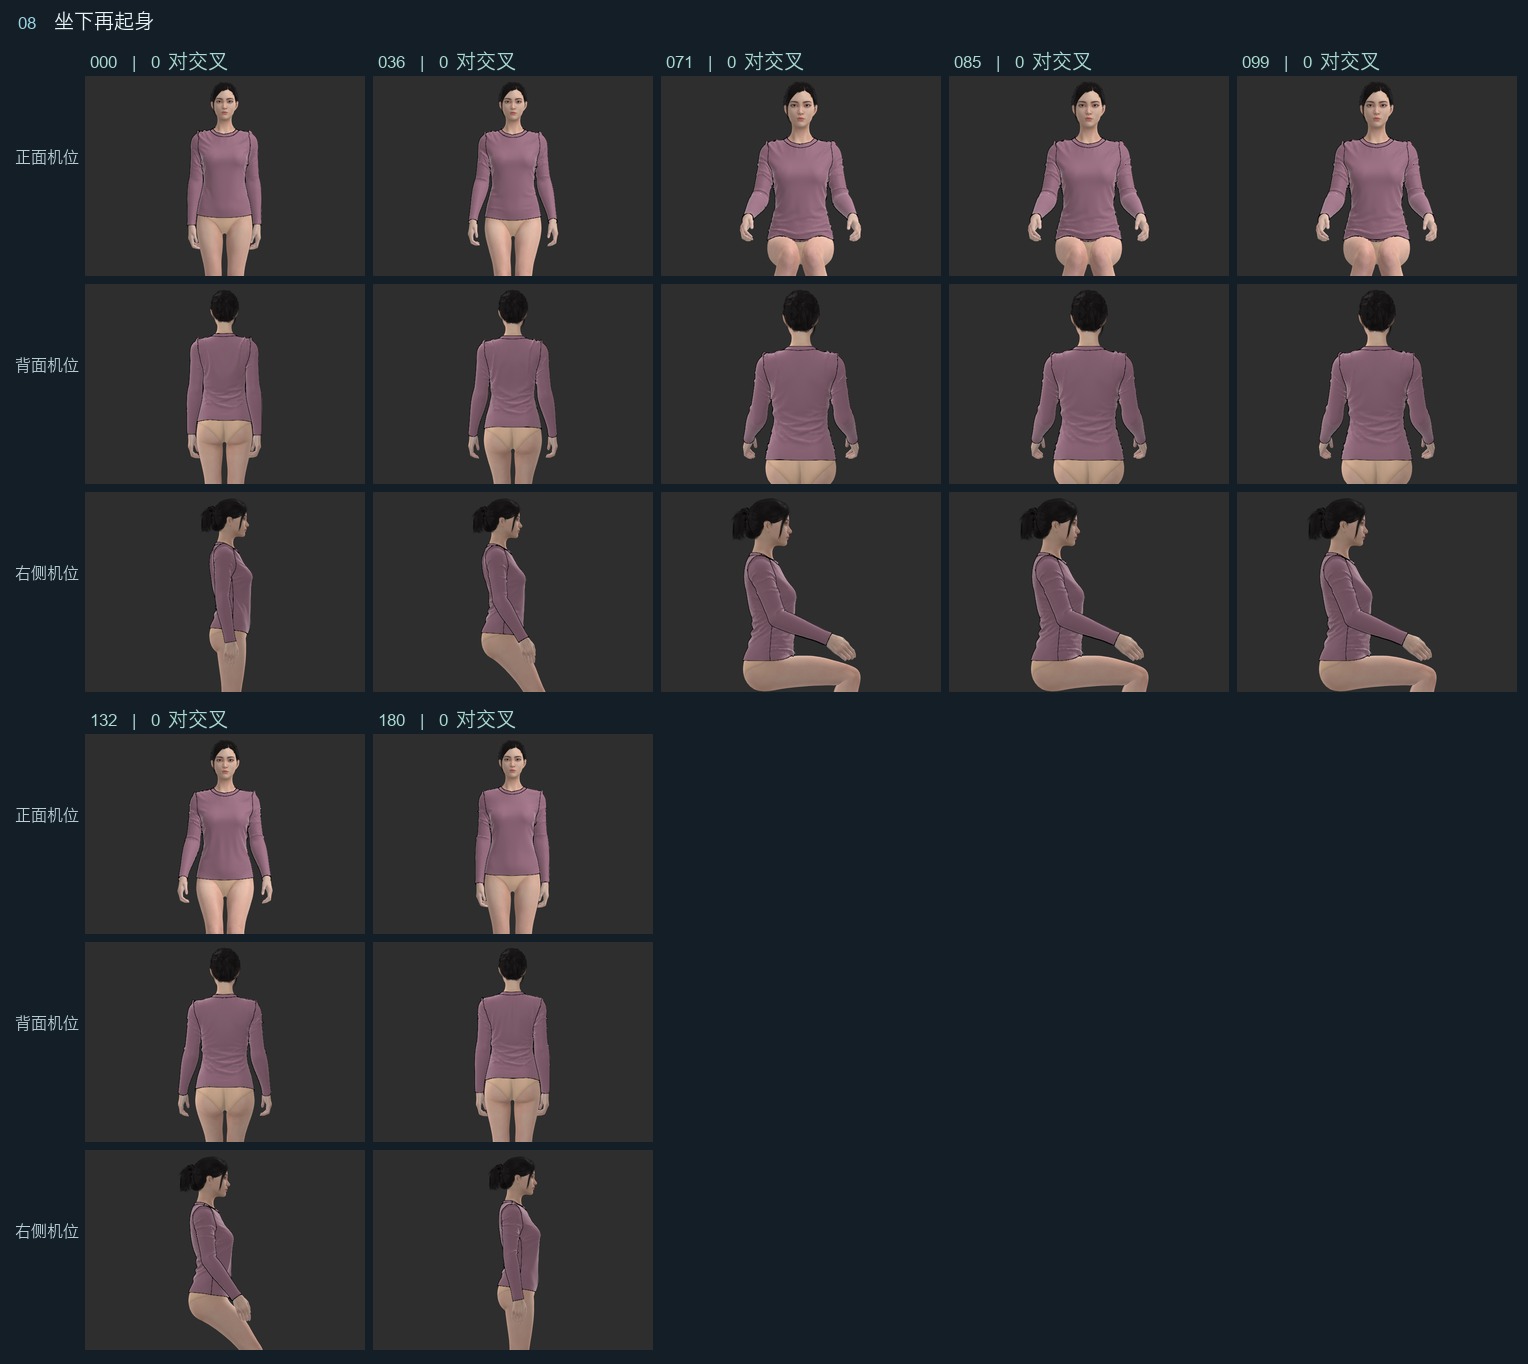 08 坐下再起身
000 | 0 对交叉 036 | 0 对交叉 071 | 0 对交叉 085 | 0 对交叉 099 | 0 对交叉
正面机位
背面机位
右侧机位
132 | 0 对交叉 180 | 0 对交叉
正面机位
背面机位
右侧机位